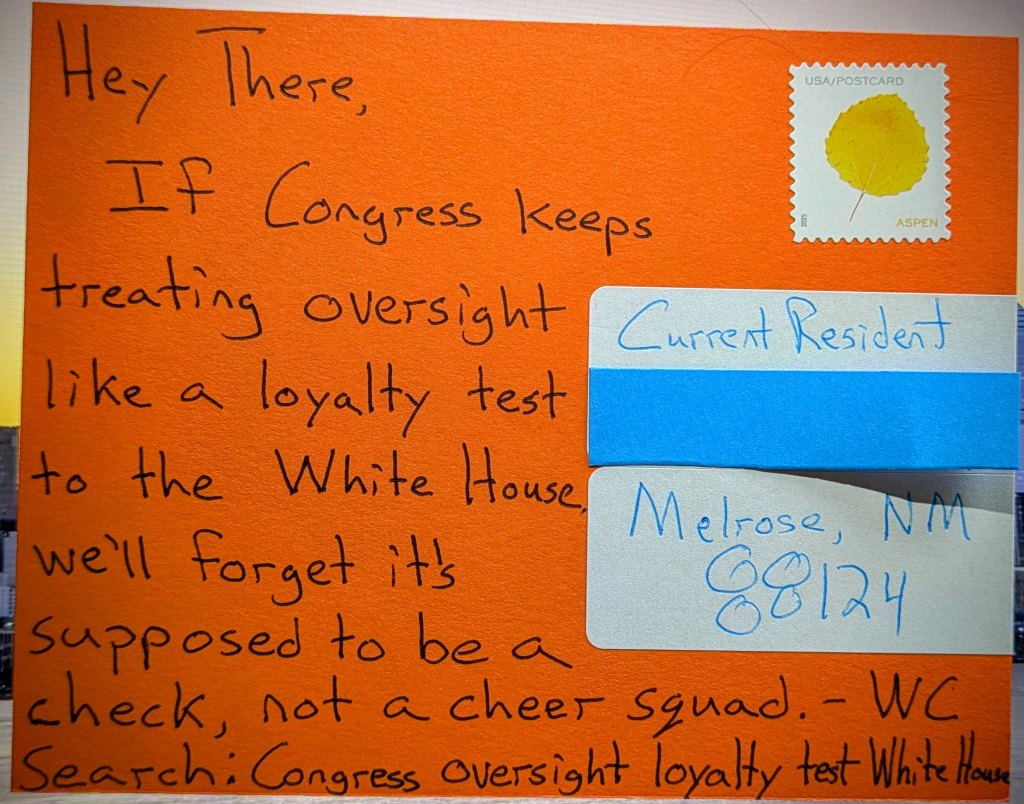 Hey There,
If Congress keeps
treating oversight
like a loyalty test
to the White House,
we'll forget it's
supposed to be a
check, not a cheer squad. - WC
Search: Congress oversight loyalty test White House
USA/POSTCARD
2025
ASPEN
Current Resident
Melrose, NM
88124